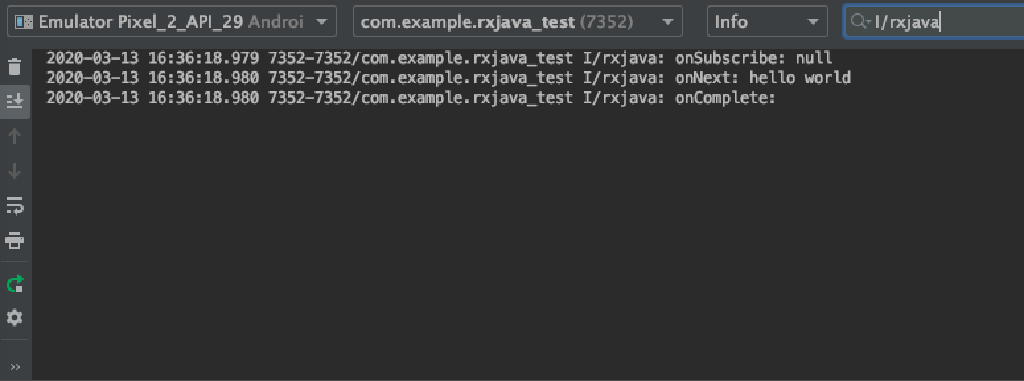 Emulator Pixel_2_API_29 Androi com.example.rxjava_test (7352) Info I/rxjava
2020-03-13 16:36:18.979 7352-7352/com.example.rxjava_test I/rxjava: onSubscribe: null
2020-03-13 16:36:18.980 7352-7352/com.example.rxjava_test I/rxjava: onNext: hello world
2020-03-13 16:36:18.980 7352-7352/com.example.rxjava_test I/rxjava: onComplete: